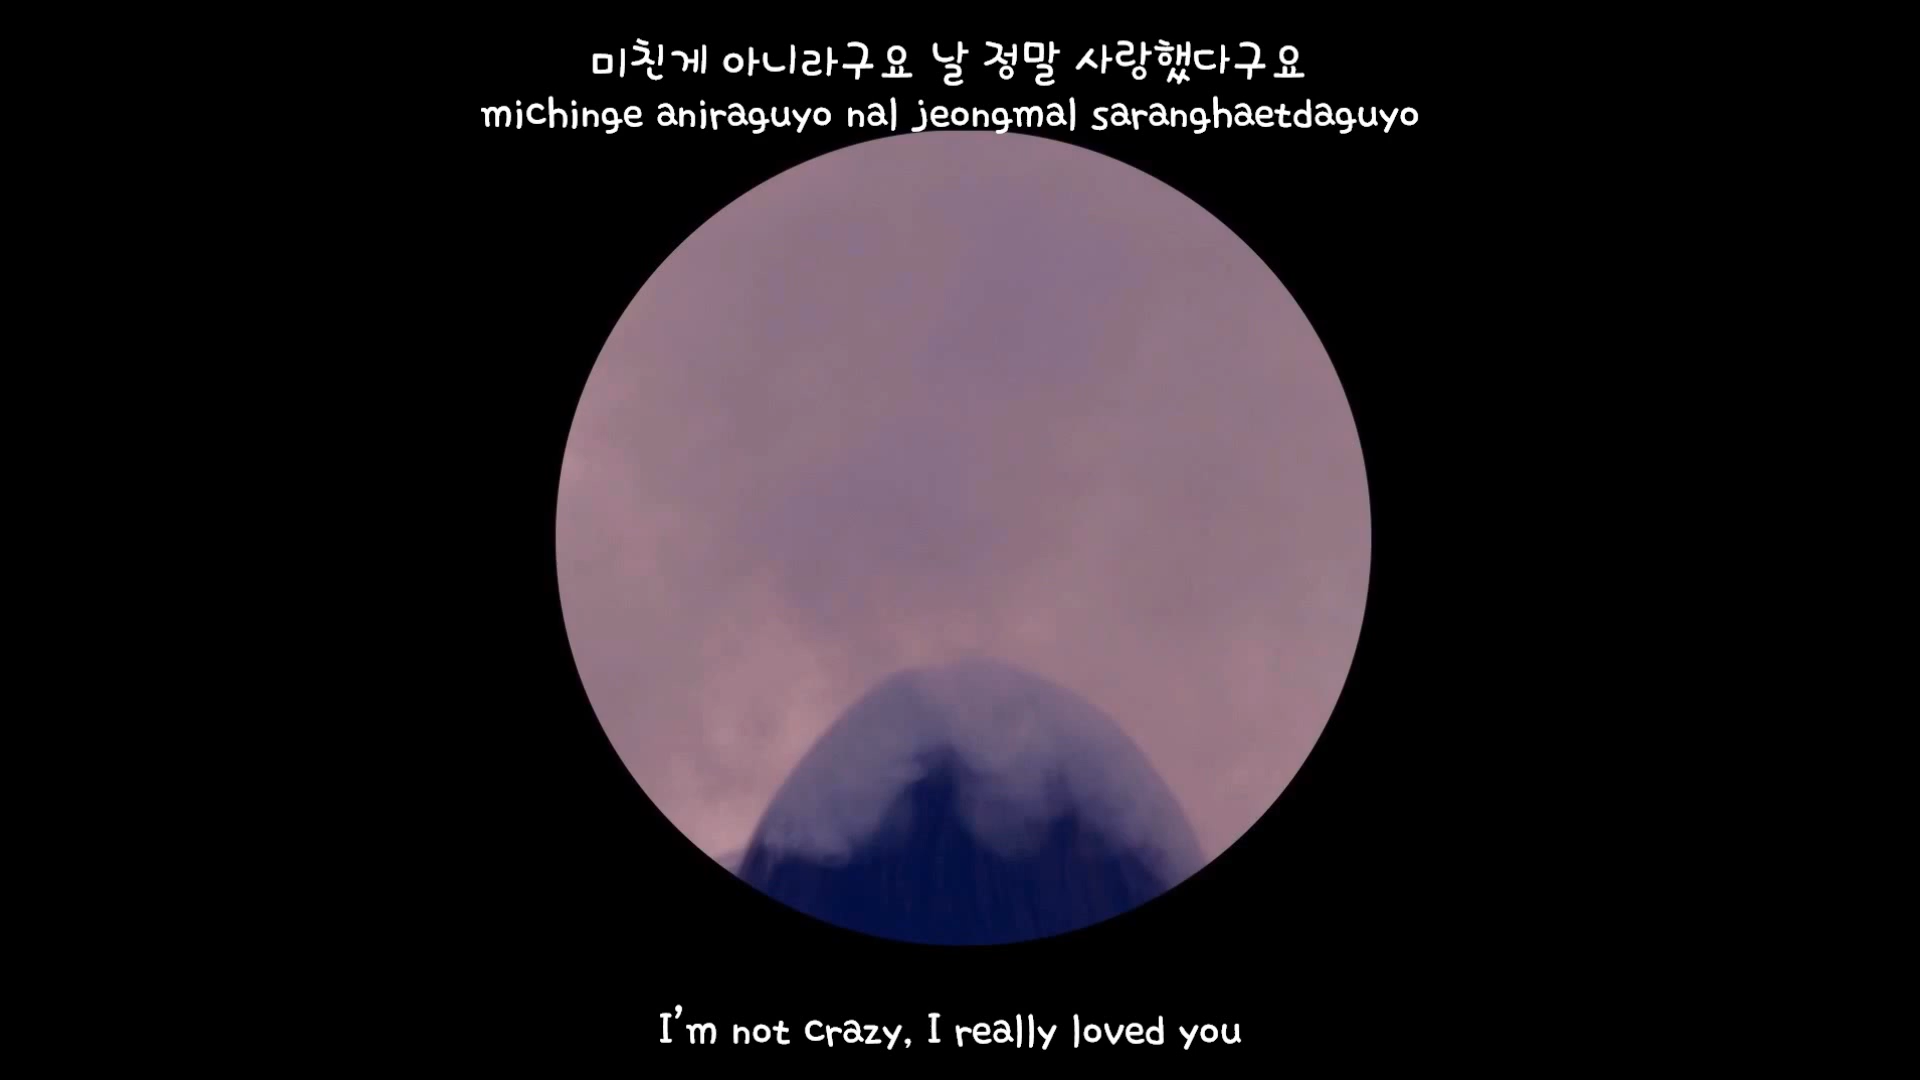 미친게 아니라구요 날 정말 사랑했다구요
michinge aniraguyo nal jeongmal saranghaetdaguyo
I'm not crazy, I really loved you